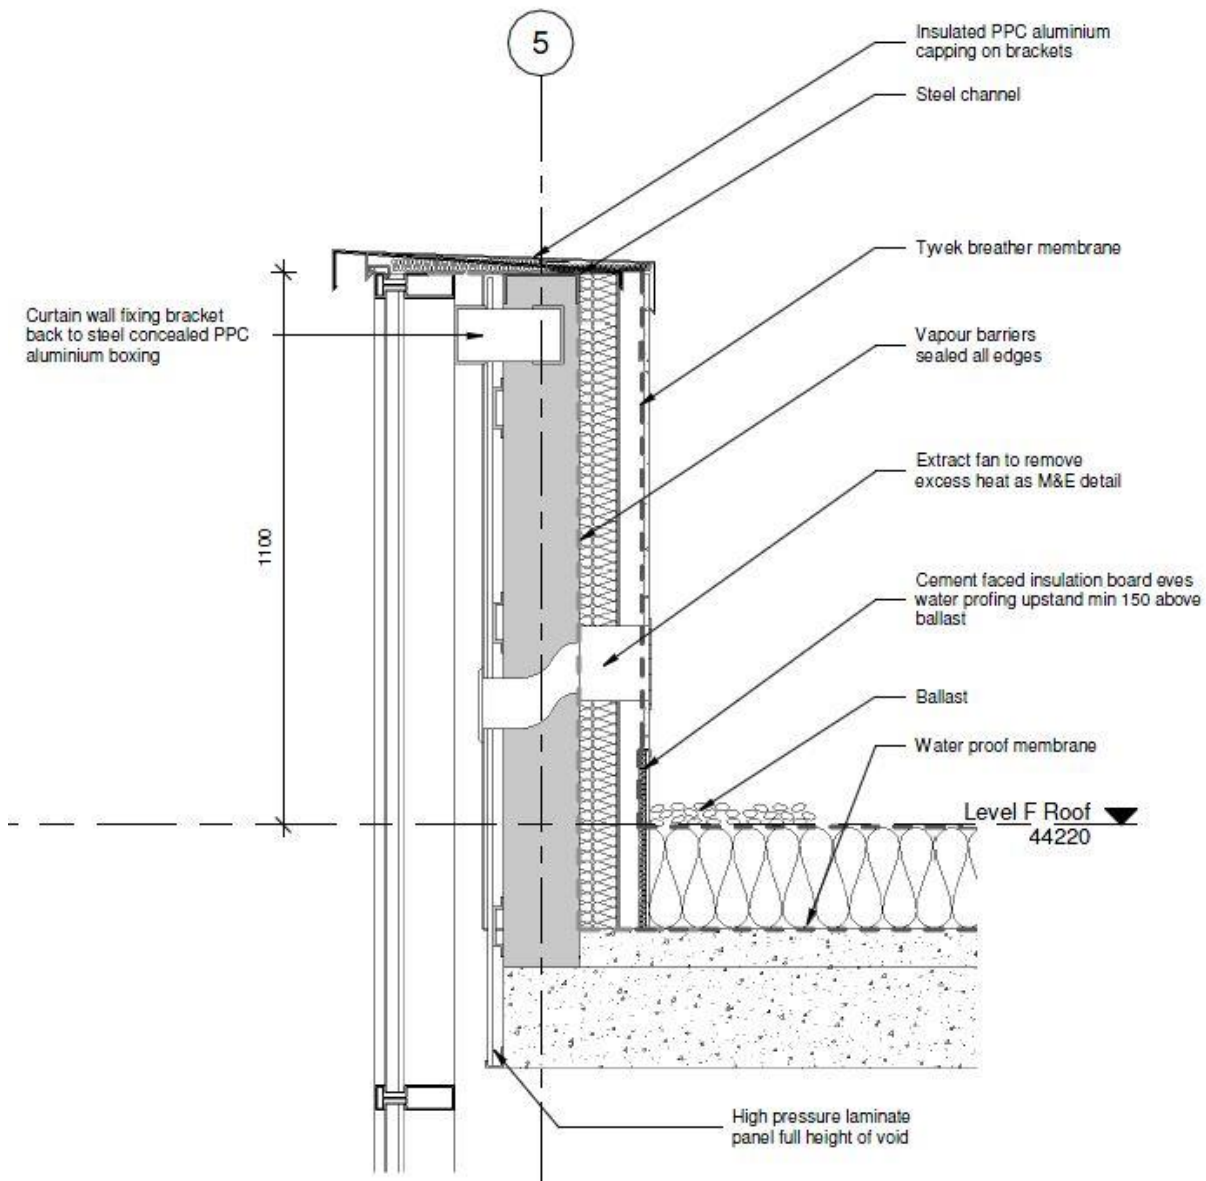 5
Insulated PPC aluminium
capping on brackets
Steel channel
Tyvek breather membrane
Curtain wall fixing bracket
back to steel concealed PPC
aluminium boxing
Vapour barriers
sealed all edges
Extract fan to remove
excess heat as M&E detail
1100
Cement faced insulation board eves
water profing upstand min 150 above
ballast
Ballast
Water proof membrane
Level F Roof
44220
High pressure laminate
panel full height of void